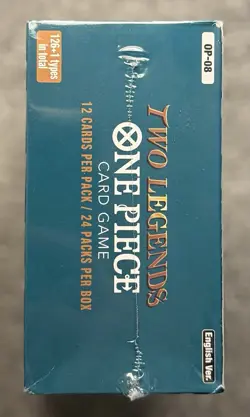 OP-08
TWO LEGENDS
ONE PIECE
CARD GAME
12 CARDS PER PACK / 24 PACKS PER BOX
126+1 types
in total
English Ver.